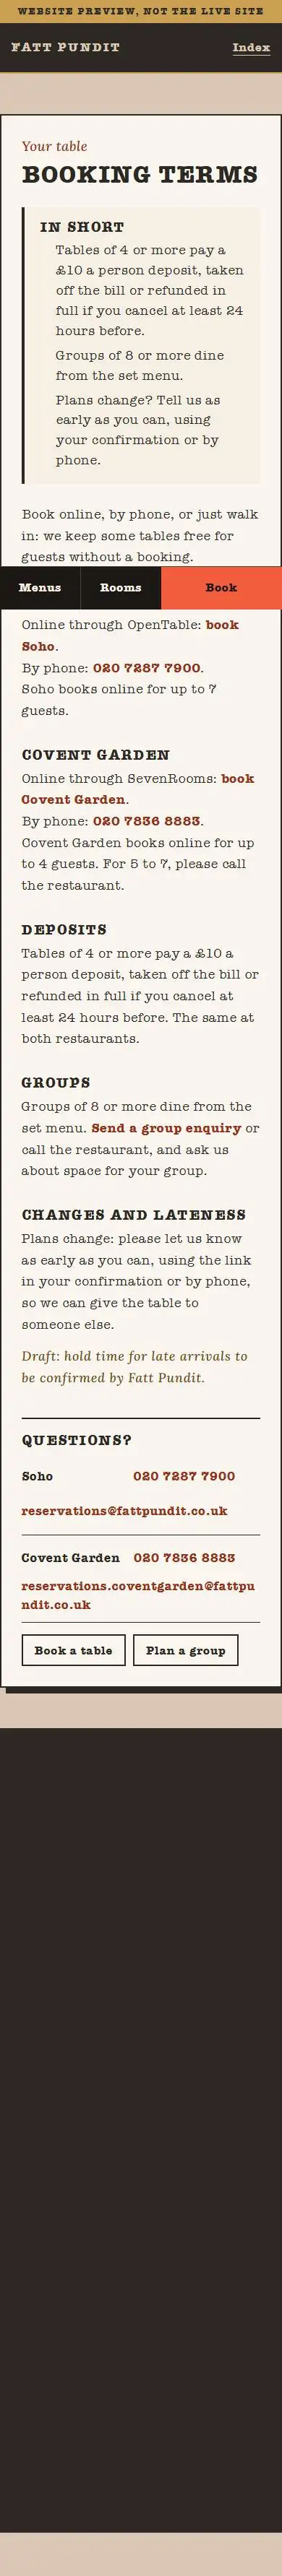 WEBSITE PREVIEW, NOT THE LIVE SITE
FATT PUNDIT
Index
Your table
BOOKING TERMS
IN SHORT
Tables of 4 or more pay a
£10 a person deposit, taken
off the bill or refunded in
full if you cancel at least 24
hours before.
Groups of 8 or more dine
from the set menu.
Plans change? Tell us as
early as you can, using
your confirmation or by
phone.
Book online, by phone, or just walk
in: we keep some tables free for
guests without a booking.
Menus
Rooms
Book
Online through OpenTable: book
Soho.
By phone: 020 7287 7900.
Soho books online for up to 7
guests.
COVENT GARDEN
Online through SevenRooms: book
Covent Garden.
By phone: 020 7836 8883.
Covent Garden books online for up
to 4 guests. For 5 to 7, please call
the restaurant.
DEPOSITS
Tables of 4 or more pay a £10 a
person deposit, taken off the bill or
refunded in full if you cancel at
least 24 hours before. The same at
both restaurants.
GROUPS
Groups of 8 or more dine from the
set menu. Send a group enquiry or
call the restaurant, and ask us
about space for your group.
CHANGES AND LATENESS
Plans change: please let us know
as early as you can, using the link
in your confirmation or by phone,
so we can give the table to
someone else.
Draft: hold time for late arrivals to
be confirmed by Fatt Pundit.
QUESTIONS?
Soho 020 7287 7900
reservations@fattpundit.co.uk
Covent Garden 020 7836 8883
reservations.coventgarden@fattpu
ndit.co.uk
Book a table
Plan a group